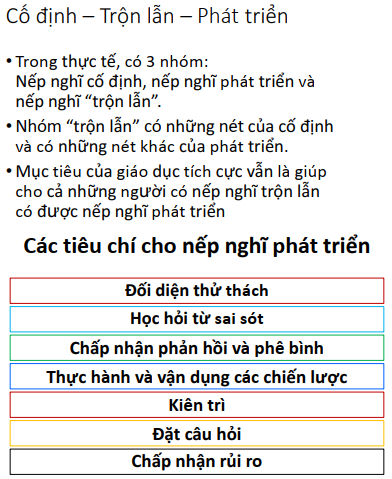 Cố định – Trộn lẫn – Phát triển
• Trong thực tế, có 3 nhóm:
Nếp nghĩ cố định, nếp nghĩ phát triển và
nếp nghĩ “trộn lẫn”.
• Nhóm “trộn lẫn” có những nét của cố định
và có những nét khác của phát triển.
• Mục tiêu của giáo dục tích cực vẫn là giúp
cho cả những người có nếp nghĩ trộn lẫn
có được nếp nghĩ phát triển
Các tiêu chí cho nếp nghĩ phát triển
Đối diện thử thách
Học hỏi từ sai sót
Chấp nhận phản hồi và phê bình
Thực hành và vận dụng các chiến lược
Kiên trì
Đặt câu hỏi
Chấp nhận rủi ro